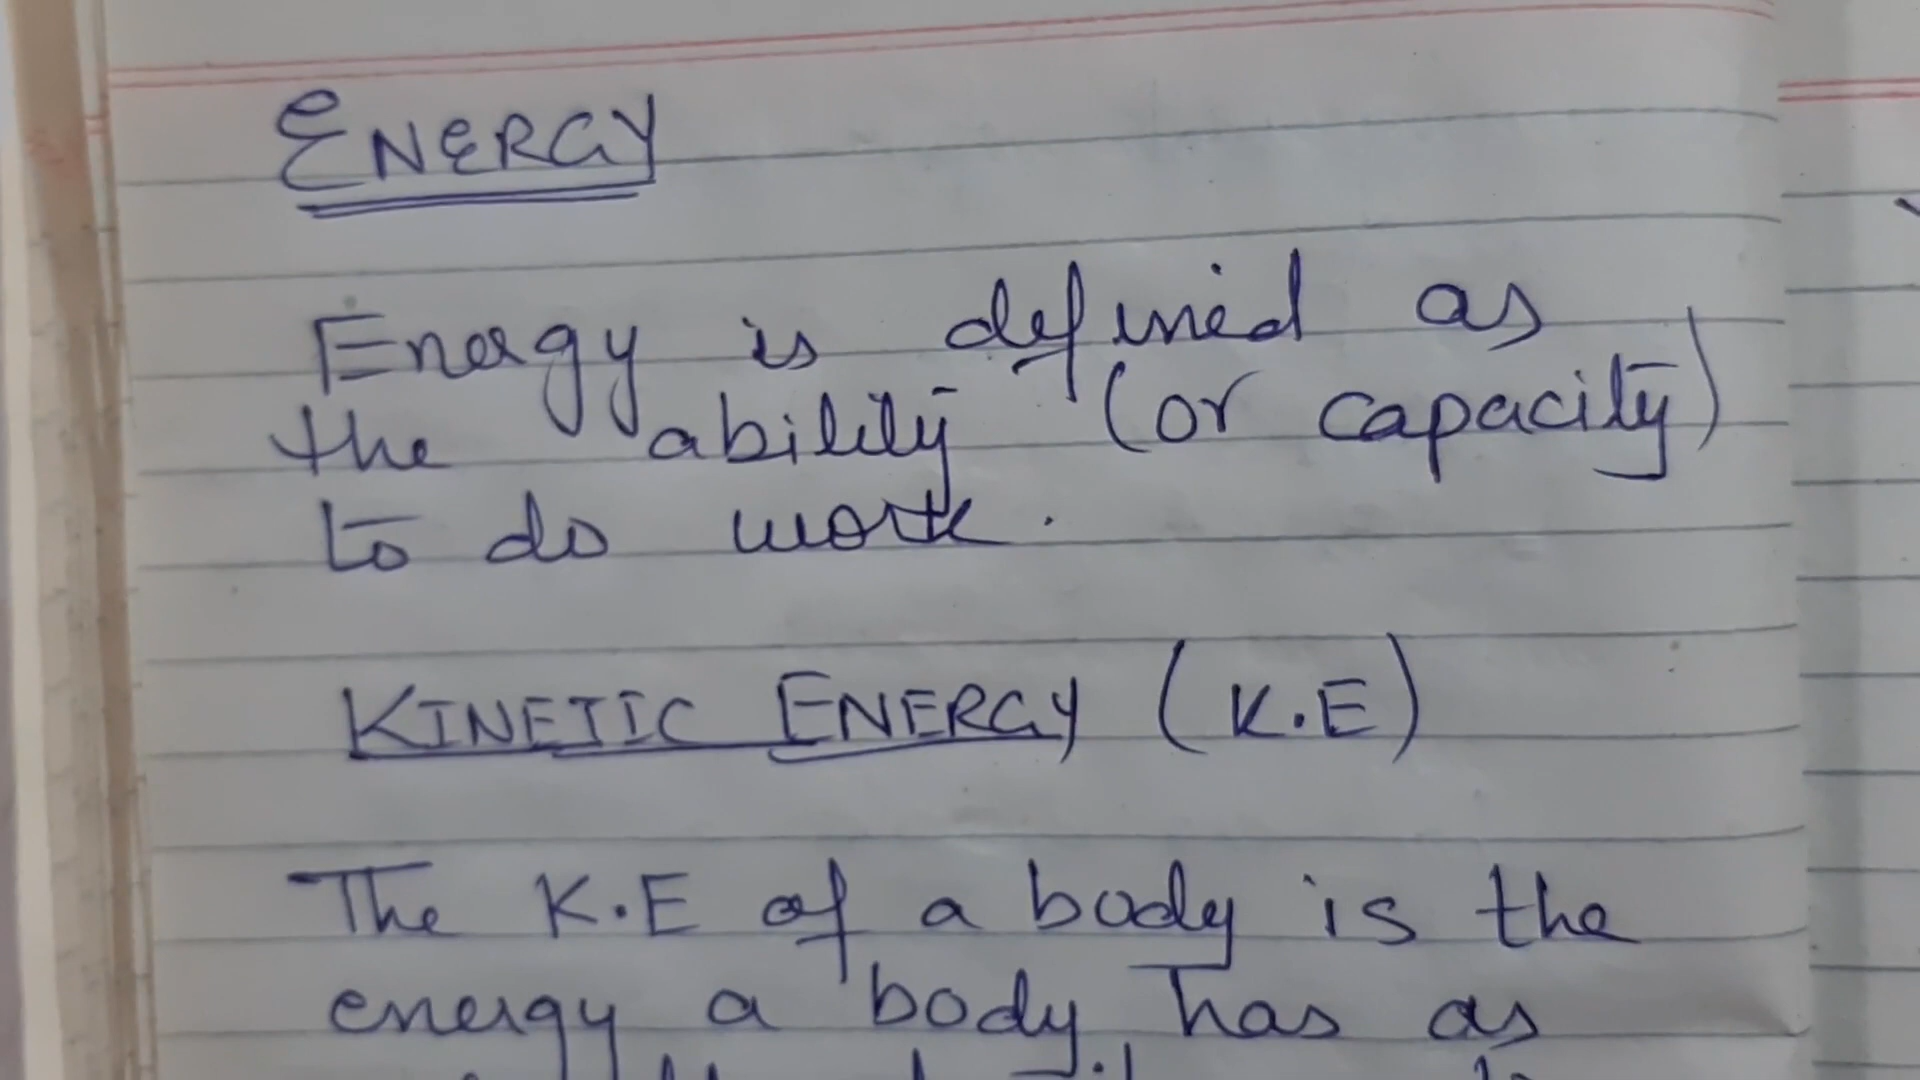 ENERGY
Energy is defined as
the ability (or capacity)
to do work.
KINETIC ENERGY (K.E)
The K.E of a body is the
energy a body has as